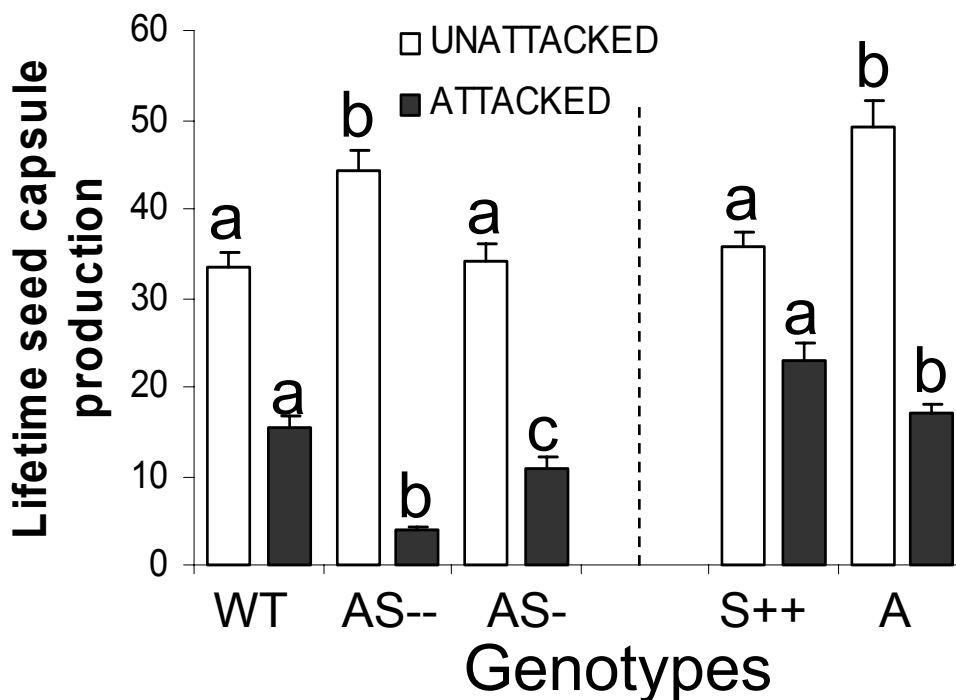 Lifetime seed capsule
production
60
50
40
30
20
10
0
UNATTACKED
ATTACKED
a
a
b
b
a
c
a
a
b
b
WT AS-- AS- S++ A
Genotypes